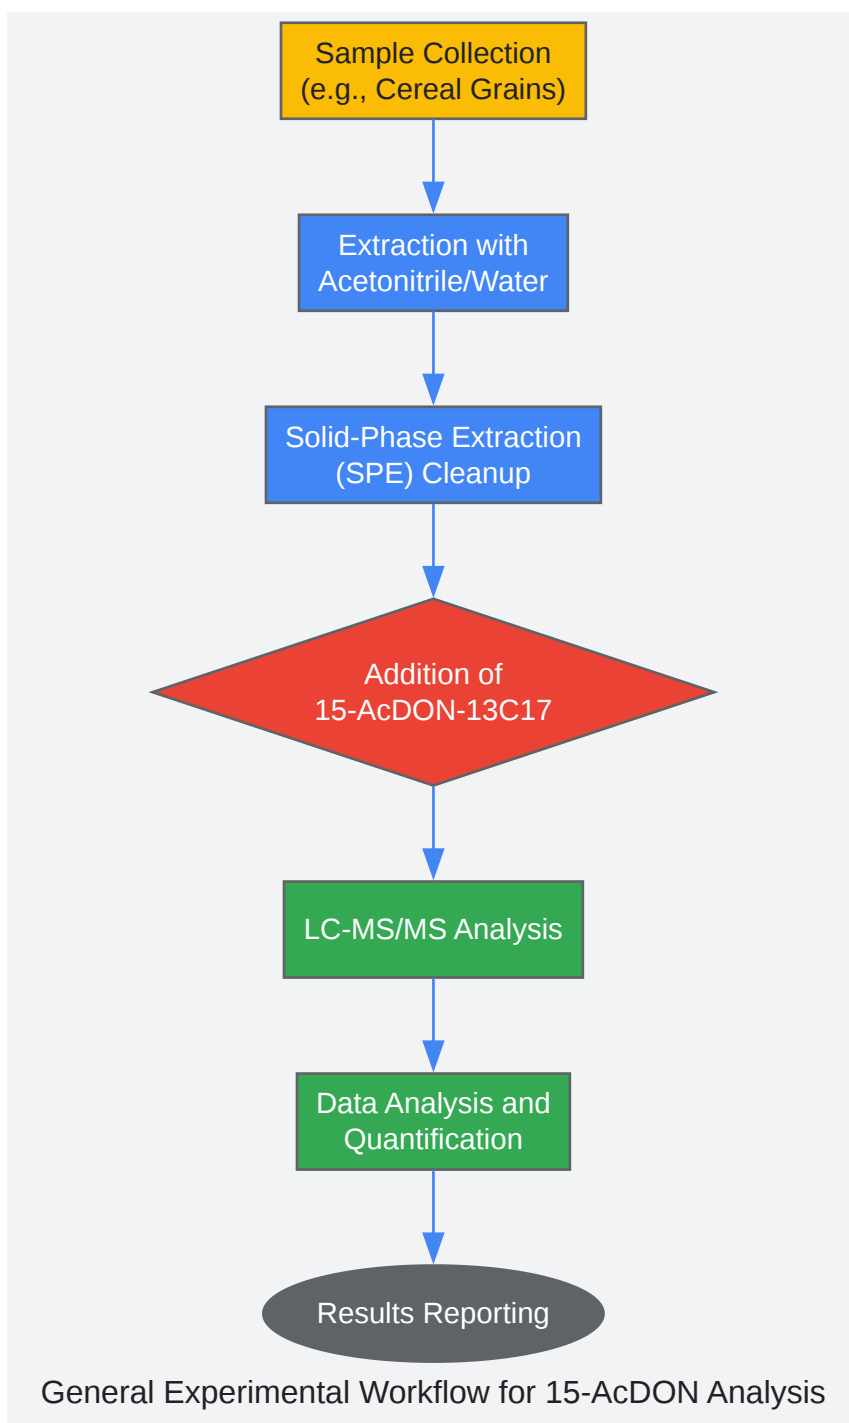 Sample Collection
(e.g., Cereal Grains)
Extraction with
Acetonitrile/Water
Solid-Phase Extraction
(SPE) Cleanup
Addition of
15-AcDON-13C17
LC-MS/MS Analysis
Data Analysis and
Quantification
Results Reporting
General Experimental Workflow for 15-AcDON Analysis